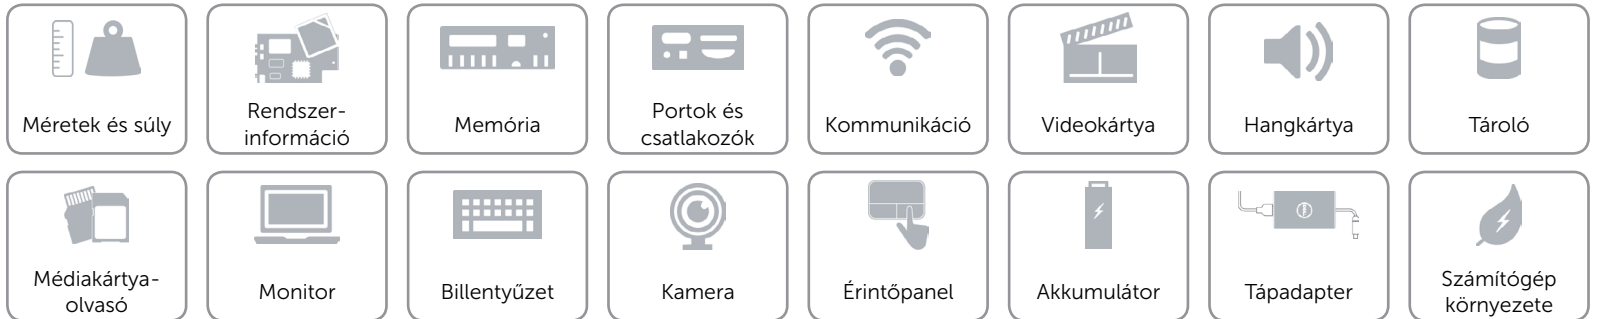 Méretek és súly
Rendszer-
információ
Memória
Portok és
csatlakozók
Kommunikáció
Videokártya
Hangkártya
Tároló
Médiakártya-
olvasó
Monitor
Billentyűzet
Kamera
Érintőpanel
Akkumulátor
Tápadapter
Számítógép
környezete